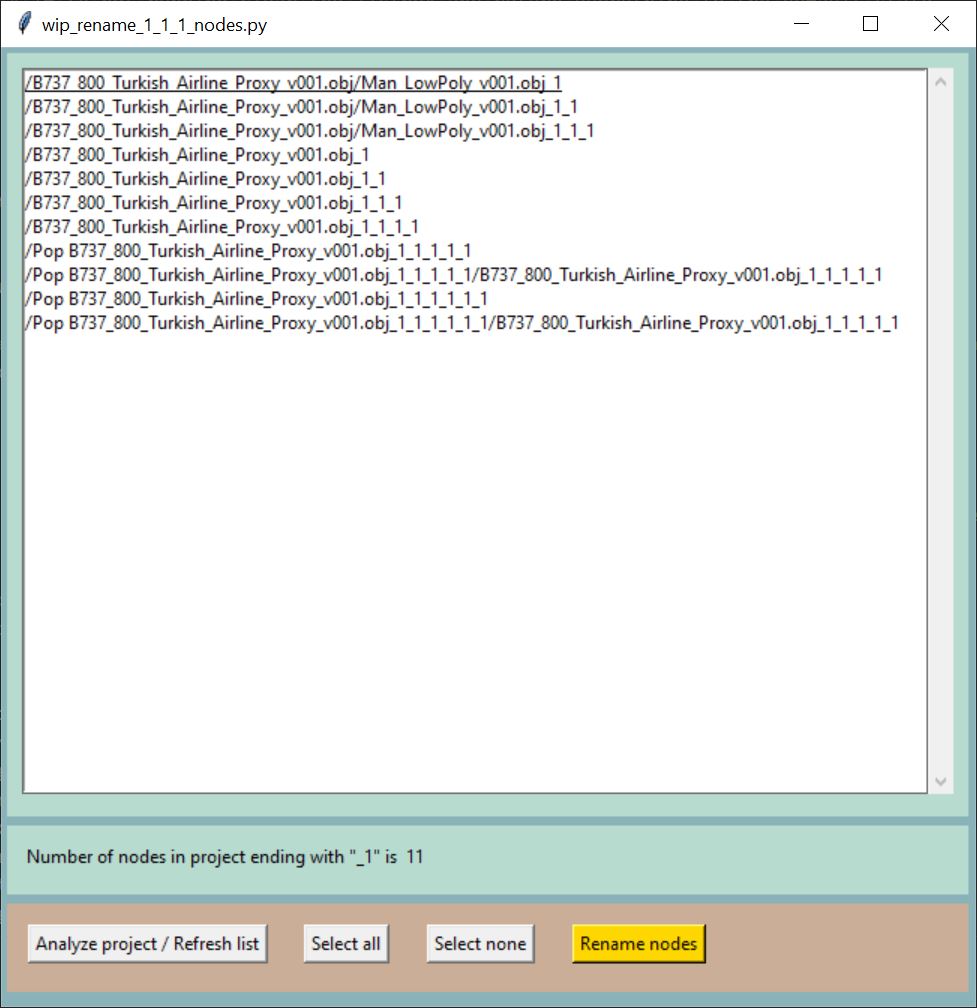 wip_rename_1_1_1_nodes.py
/B737_800_Turkish_Airline_Proxy_v001.obj/Man_LowPoly_v001.obj_1
/B737_800_Turkish_Airline_Proxy_v001.obj/Man_LowPoly_v001.obj_1_1
/B737_800_Turkish_Airline_Proxy_v001.obj/Man_LowPoly_v001.obj_1_1_1
/B737_800_Turkish_Airline_Proxy_v001.obj_1
/B737_800_Turkish_Airline_Proxy_v001.obj_1_1
/B737_800_Turkish_Airline_Proxy_v001.obj_1_1_1
/B737_800_Turkish_Airline_Proxy_v001.obj_1_1_1_1
/Pop B737_800_Turkish_Airline_Proxy_v001.obj_1_1_1_1_1
/Pop B737_800_Turkish_Airline_Proxy_v001.obj_1_1_1_1_1/B737_800_Turkish_Airline_Proxy_v001.obj_1_1_1_1_1
/Pop B737_800_Turkish_Airline_Proxy_v001.obj_1_1_1_1_1_1
/Pop B737_800_Turkish_Airline_Proxy_v001.obj_1_1_1_1_1_1/B737_800_Turkish_Airline_Proxy_v001.obj_1_1_1_1_1
Number of nodes in project ending with "_1" is 11
Analyze project / Refresh list
Select all
Select none
Rename nodes